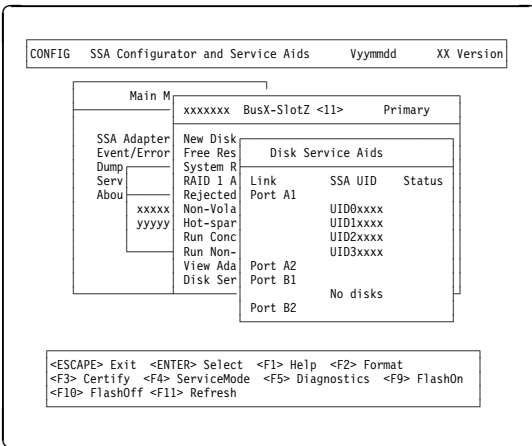 CONFIG SSA Configurator and Service Aids Vyymmdd XX Version
Main M
xxxxxxx BusX-SlotZ <11> Primary
SSA Adapter
Event/Error
Dump
Serv
Abou
xxxxx
yyyyy
New Disk
Free Res
System R
RAID 1 A
Rejected
Non-Vola
Hot-spar
Run Conc
Run Non-
View Ada
Disk Ser
Disk Service Aids
Link SSA UID Status
Port A1
UID0xxxx
UID1xxxx
UID2xxxx
UID3xxxx
Port A2
Port B1
No disks
Port B2
<ESCAPE> Exit <ENTER> Select <F1> Help <F2> Format
<F3> Certify <F4> ServiceMode <F5> Diagnostics <F9> FlashOn
<F10> FlashOff <F11> Refresh